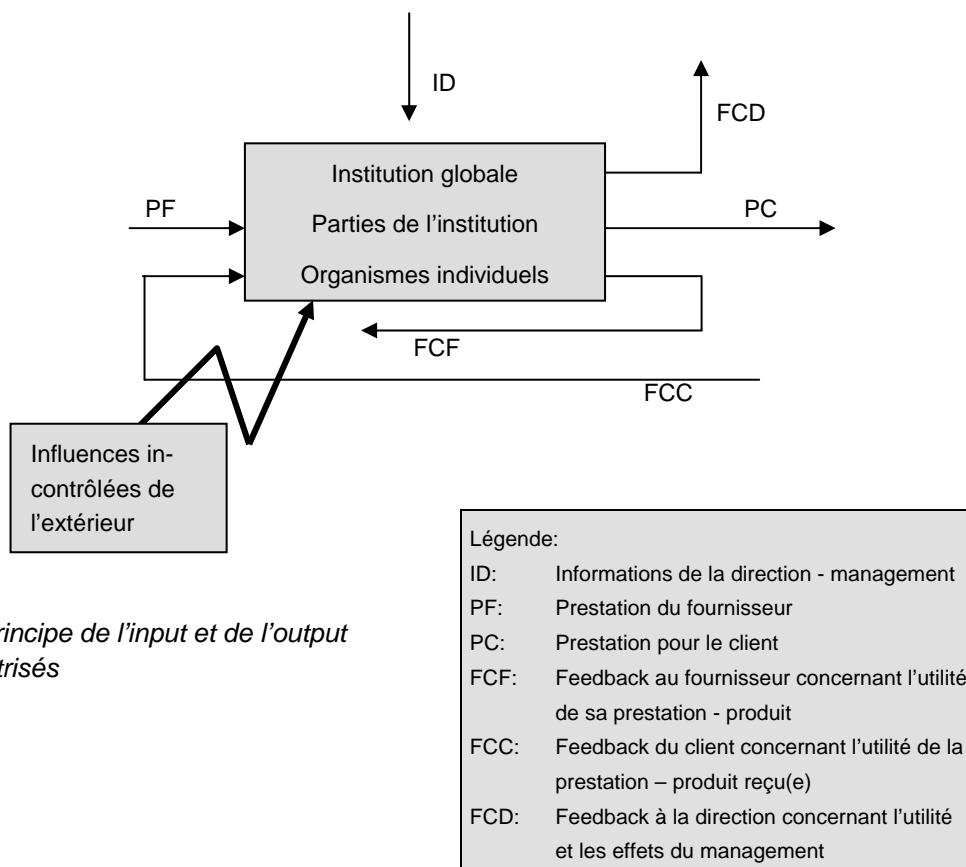 ID
FCD
Institution globale
PF
PC
Parties de l'institution
Organismes individuels
FCF
FCC
Influences in-
contrôlées de
l'extérieur
Légende:
ID: Informations de la direction - management
PF: Prestation du fournisseur
PC: Prestation pour le client
FCF: Feedback au fournisseur concernant l'utilité
de sa prestation - produit
FCC: Feedback du client concernant l'utilité de la
prestation – produit reçu(e)
FCD: Feedback à la direction concernant l'utilité
et les effets du management
rincipe de l'input et de l'output
trisés